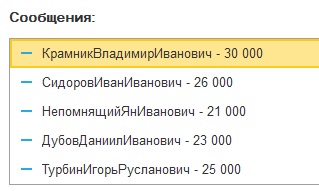 Сообщения:
КрамникВладимирИванович - 30 000
СидоровИванИванович - 26 000
НепомнящийЯнИванович - 21 000
ДубовДаниилИванович - 23 000
ТурбинИгорьРусланович - 25 000